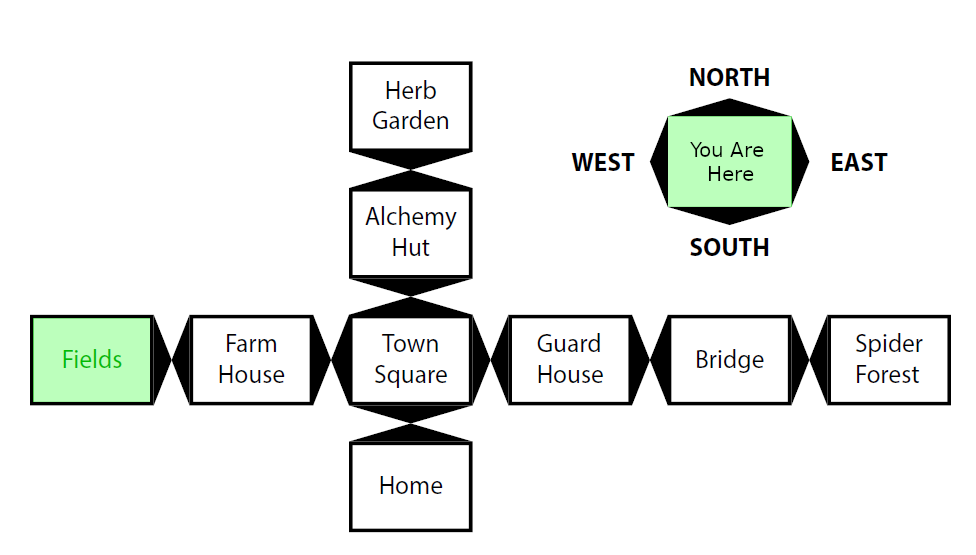 NORTH
Herb
Garden
WEST
You Are
Here
EAST
Alchemy
Hut
SOUTH
Fields
Farm
House
Town
Square
Guard
House
Bridge
Spider
Forest
Home